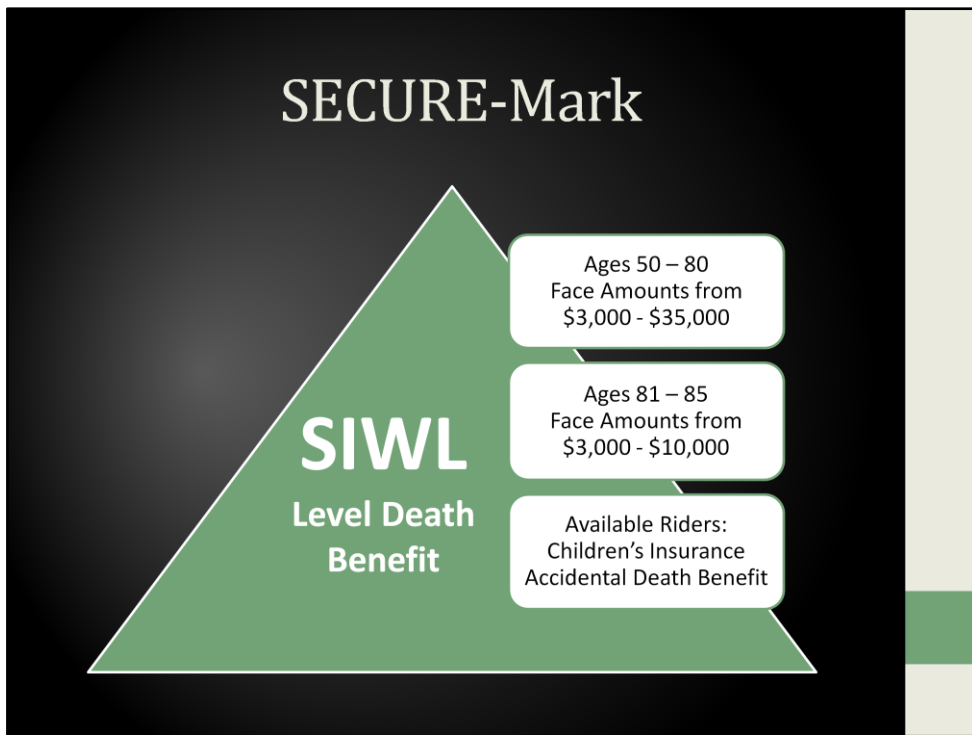 SECURE-Mark
SIWL
Level Death
Benefit
Ages 50 – 80
Face Amounts from
$3,000 - $35,000
Ages 81 – 85
Face Amounts from
$3,000 - $10,000
Available Riders:
Children’s Insurance
Accidental Death Benefit